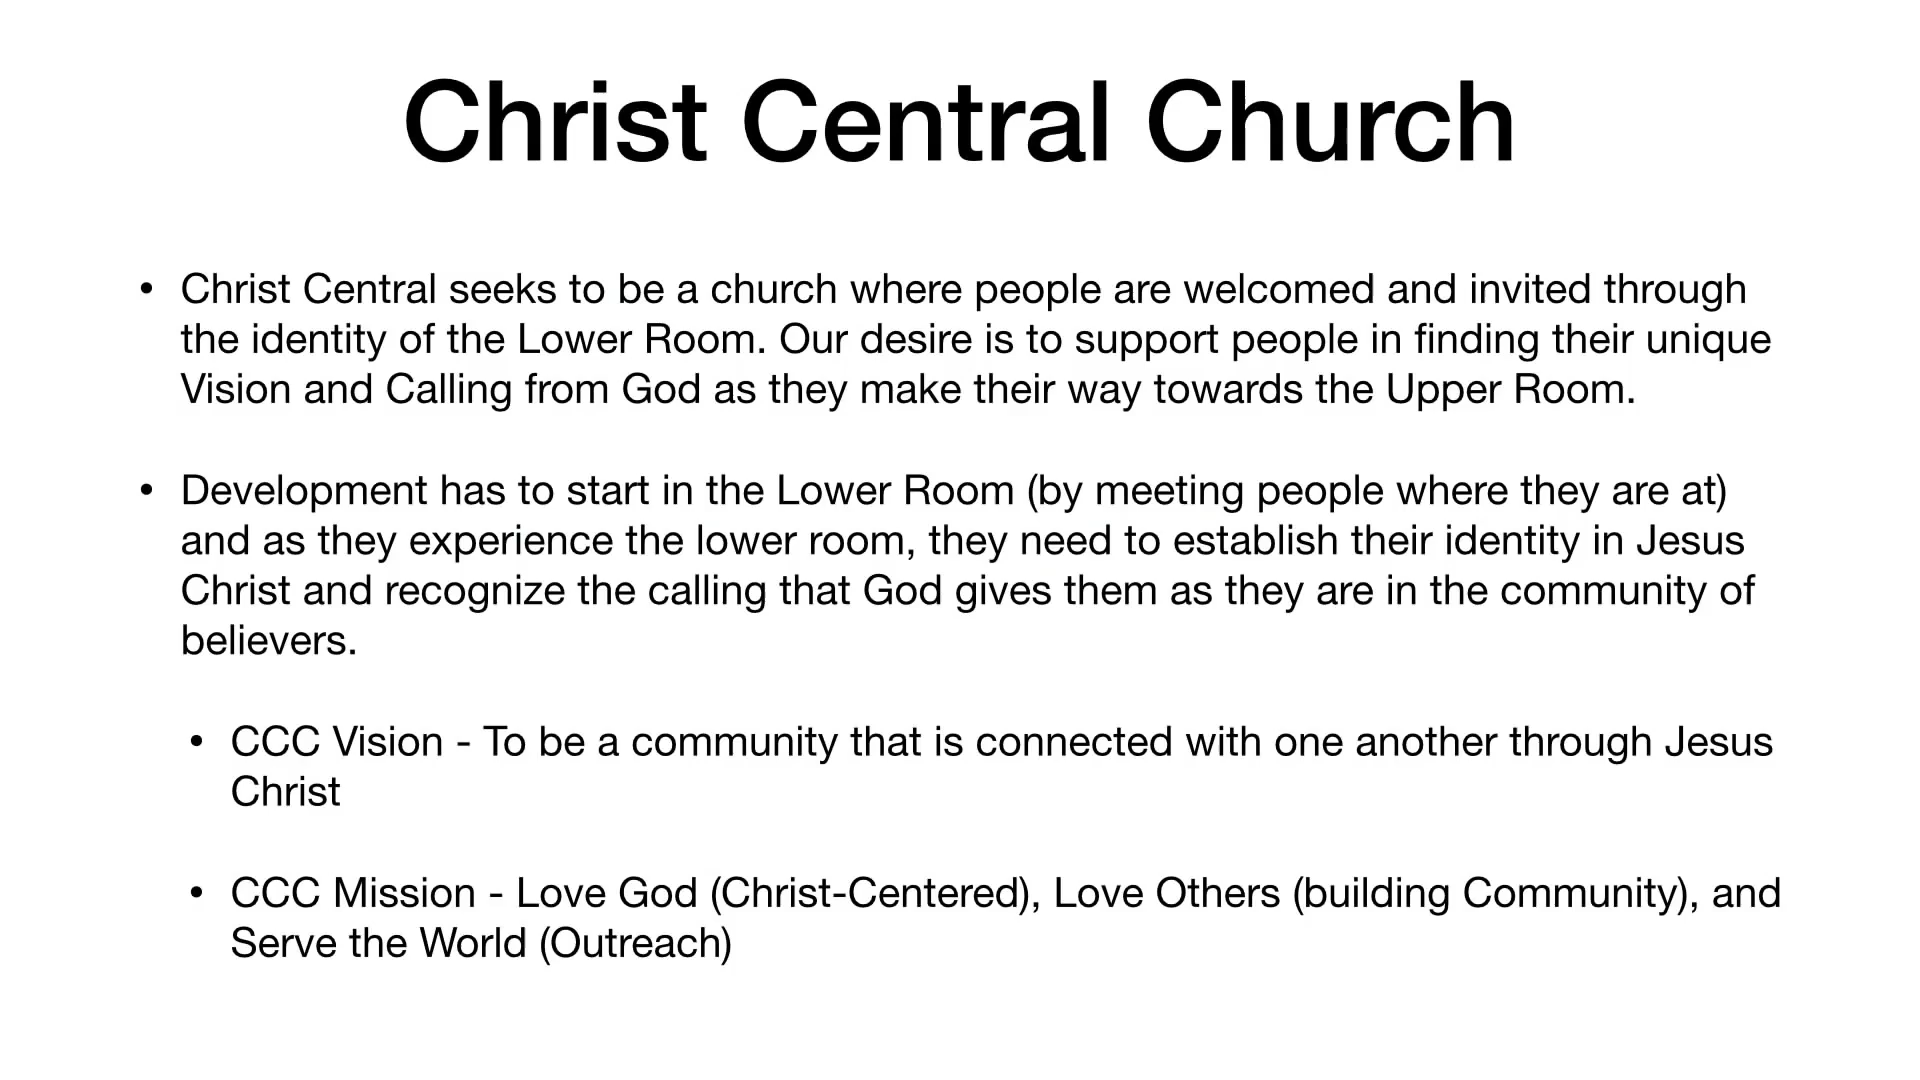 Christ Central Church
• Christ Central seeks to be a church where people are welcomed and invited through
the identity of the Lower Room. Our desire is to support people in finding their unique
Vision and Calling from God as they make their way towards the Upper Room.
• Development has to start in the Lower Room (by meeting people where they are at)
and as they experience the lower room, they need to establish their identity in Jesus
Christ and recognize the calling that God gives them as they are in the community of
believers.
• CCC Vision - To be a community that is connected with one another through Jesus
Christ
• CCC Mission - Love God (Christ-Centered), Love Others (building Community), and
Serve the World (Outreach)